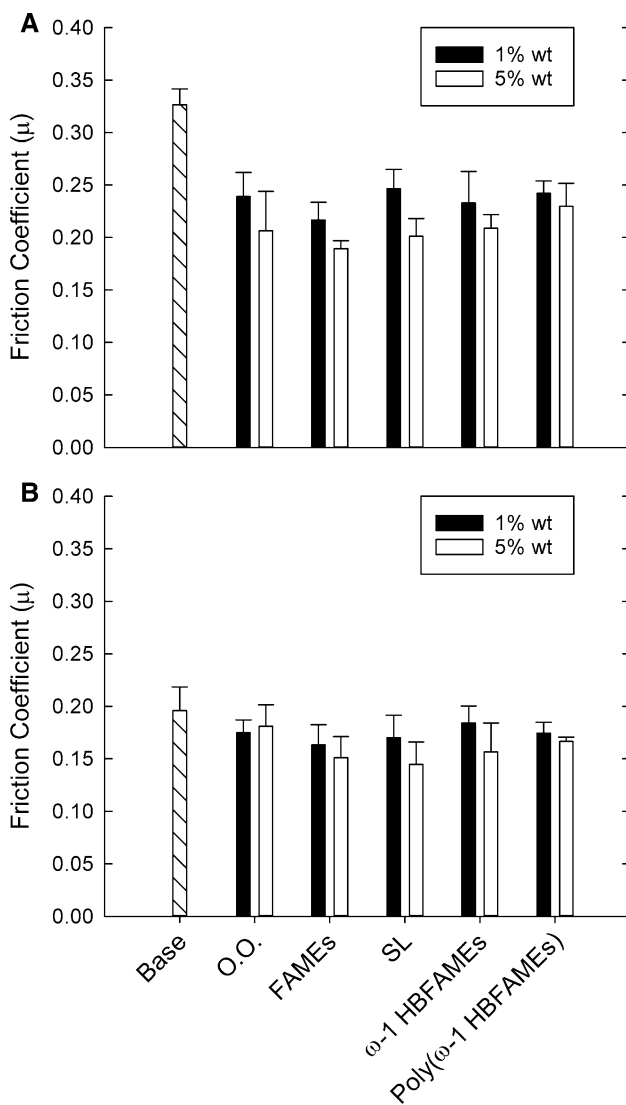 A
0.40
0.35
0.30
0.25
0.20
0.15
0.10
0.05
0.00
Friction Coefficient (μ)
1% wt
5% wt
B
0.40
0.35
0.30
0.25
0.20
0.15
0.10
0.05
0.00
Friction Coefficient (μ)
1% wt
5% wt
Base
O.O.
FAMEs
SL
ω-1 HBFAMEs
Poly(ω-1 HBFAMEs)